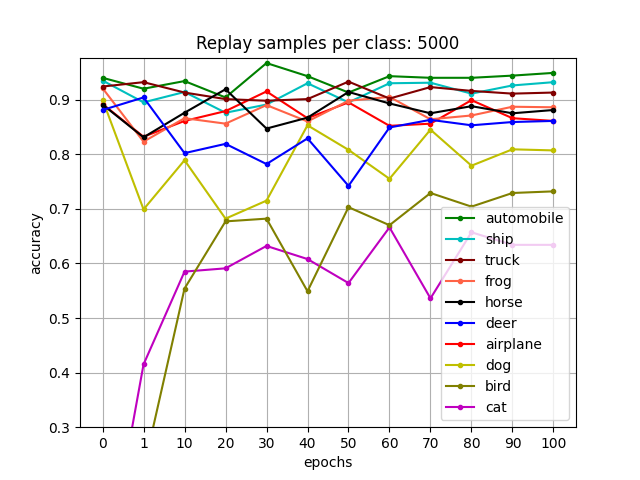 Replay samples per class: 5000
accuracy
0.9
0.8
0.7
0.6
0.5
0.4
0.3
automobile
ship
truck
frog
horse
deer
airplane
dog
bird
cat
0 1 10 20 30 40 50 60 70 80 90 100
epochs